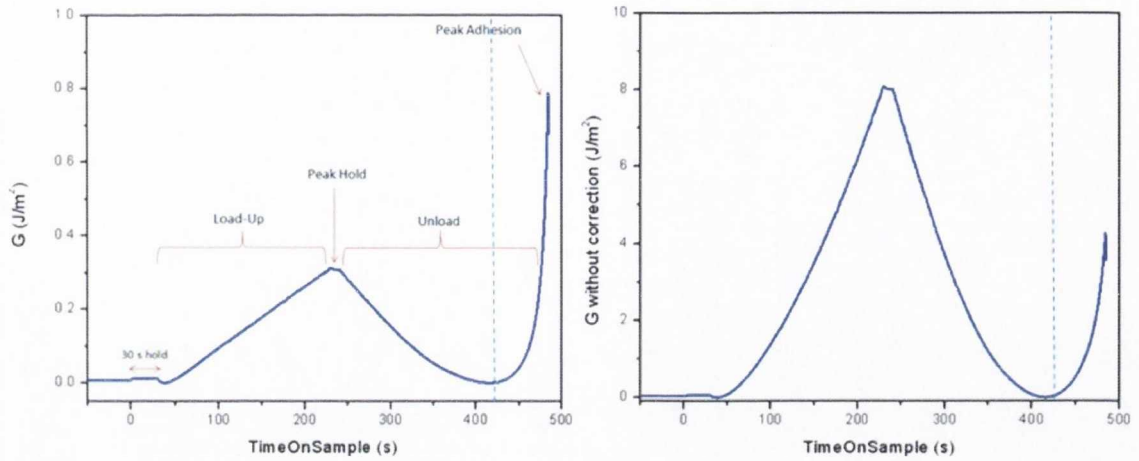 1.0
0.8
0.6
0.4
0.2
0.0
G (J/m²)
Peak Adhesion
Peak Hold
Load-Up
Unload
30 s hold
0
100
200
300
400
500
TimeOnSample (s)
10
8
6
4
2
0
G without correction (J/m²)
0
100
200
300
400
500
TimeOnSample (s)